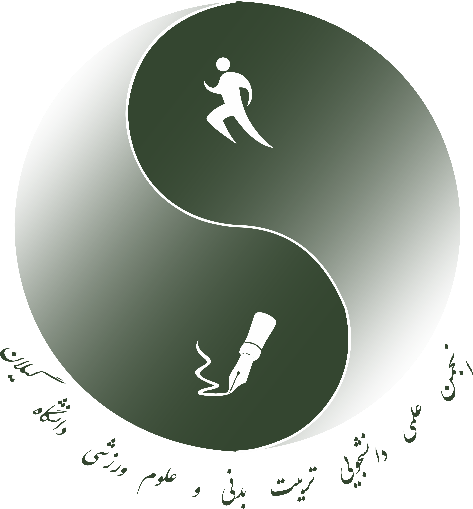 انجمن علمی دانشجویی تربیت بدنی و علوم ورزشی دانشگاه گیلان